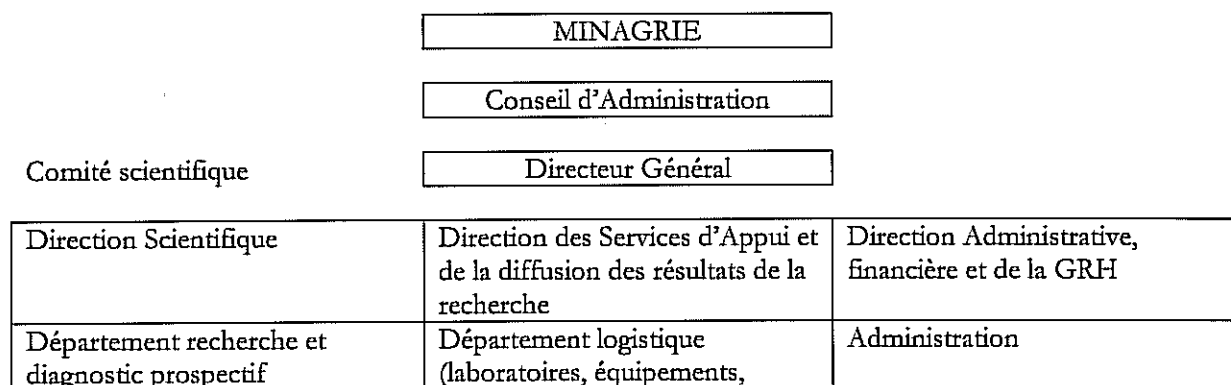 MINAGRIE
Conseil d'Administration
Comité scientifique
Directeur Général
Direction Scientifique
Direction des Services d'Appui et
de la diffusion des résultats de la
recherche
Direction Administrative,
financière et de la GRH
Département recherche et
diagnostic prospectif
Département logistique
(laboratoires, équipements,
Administration